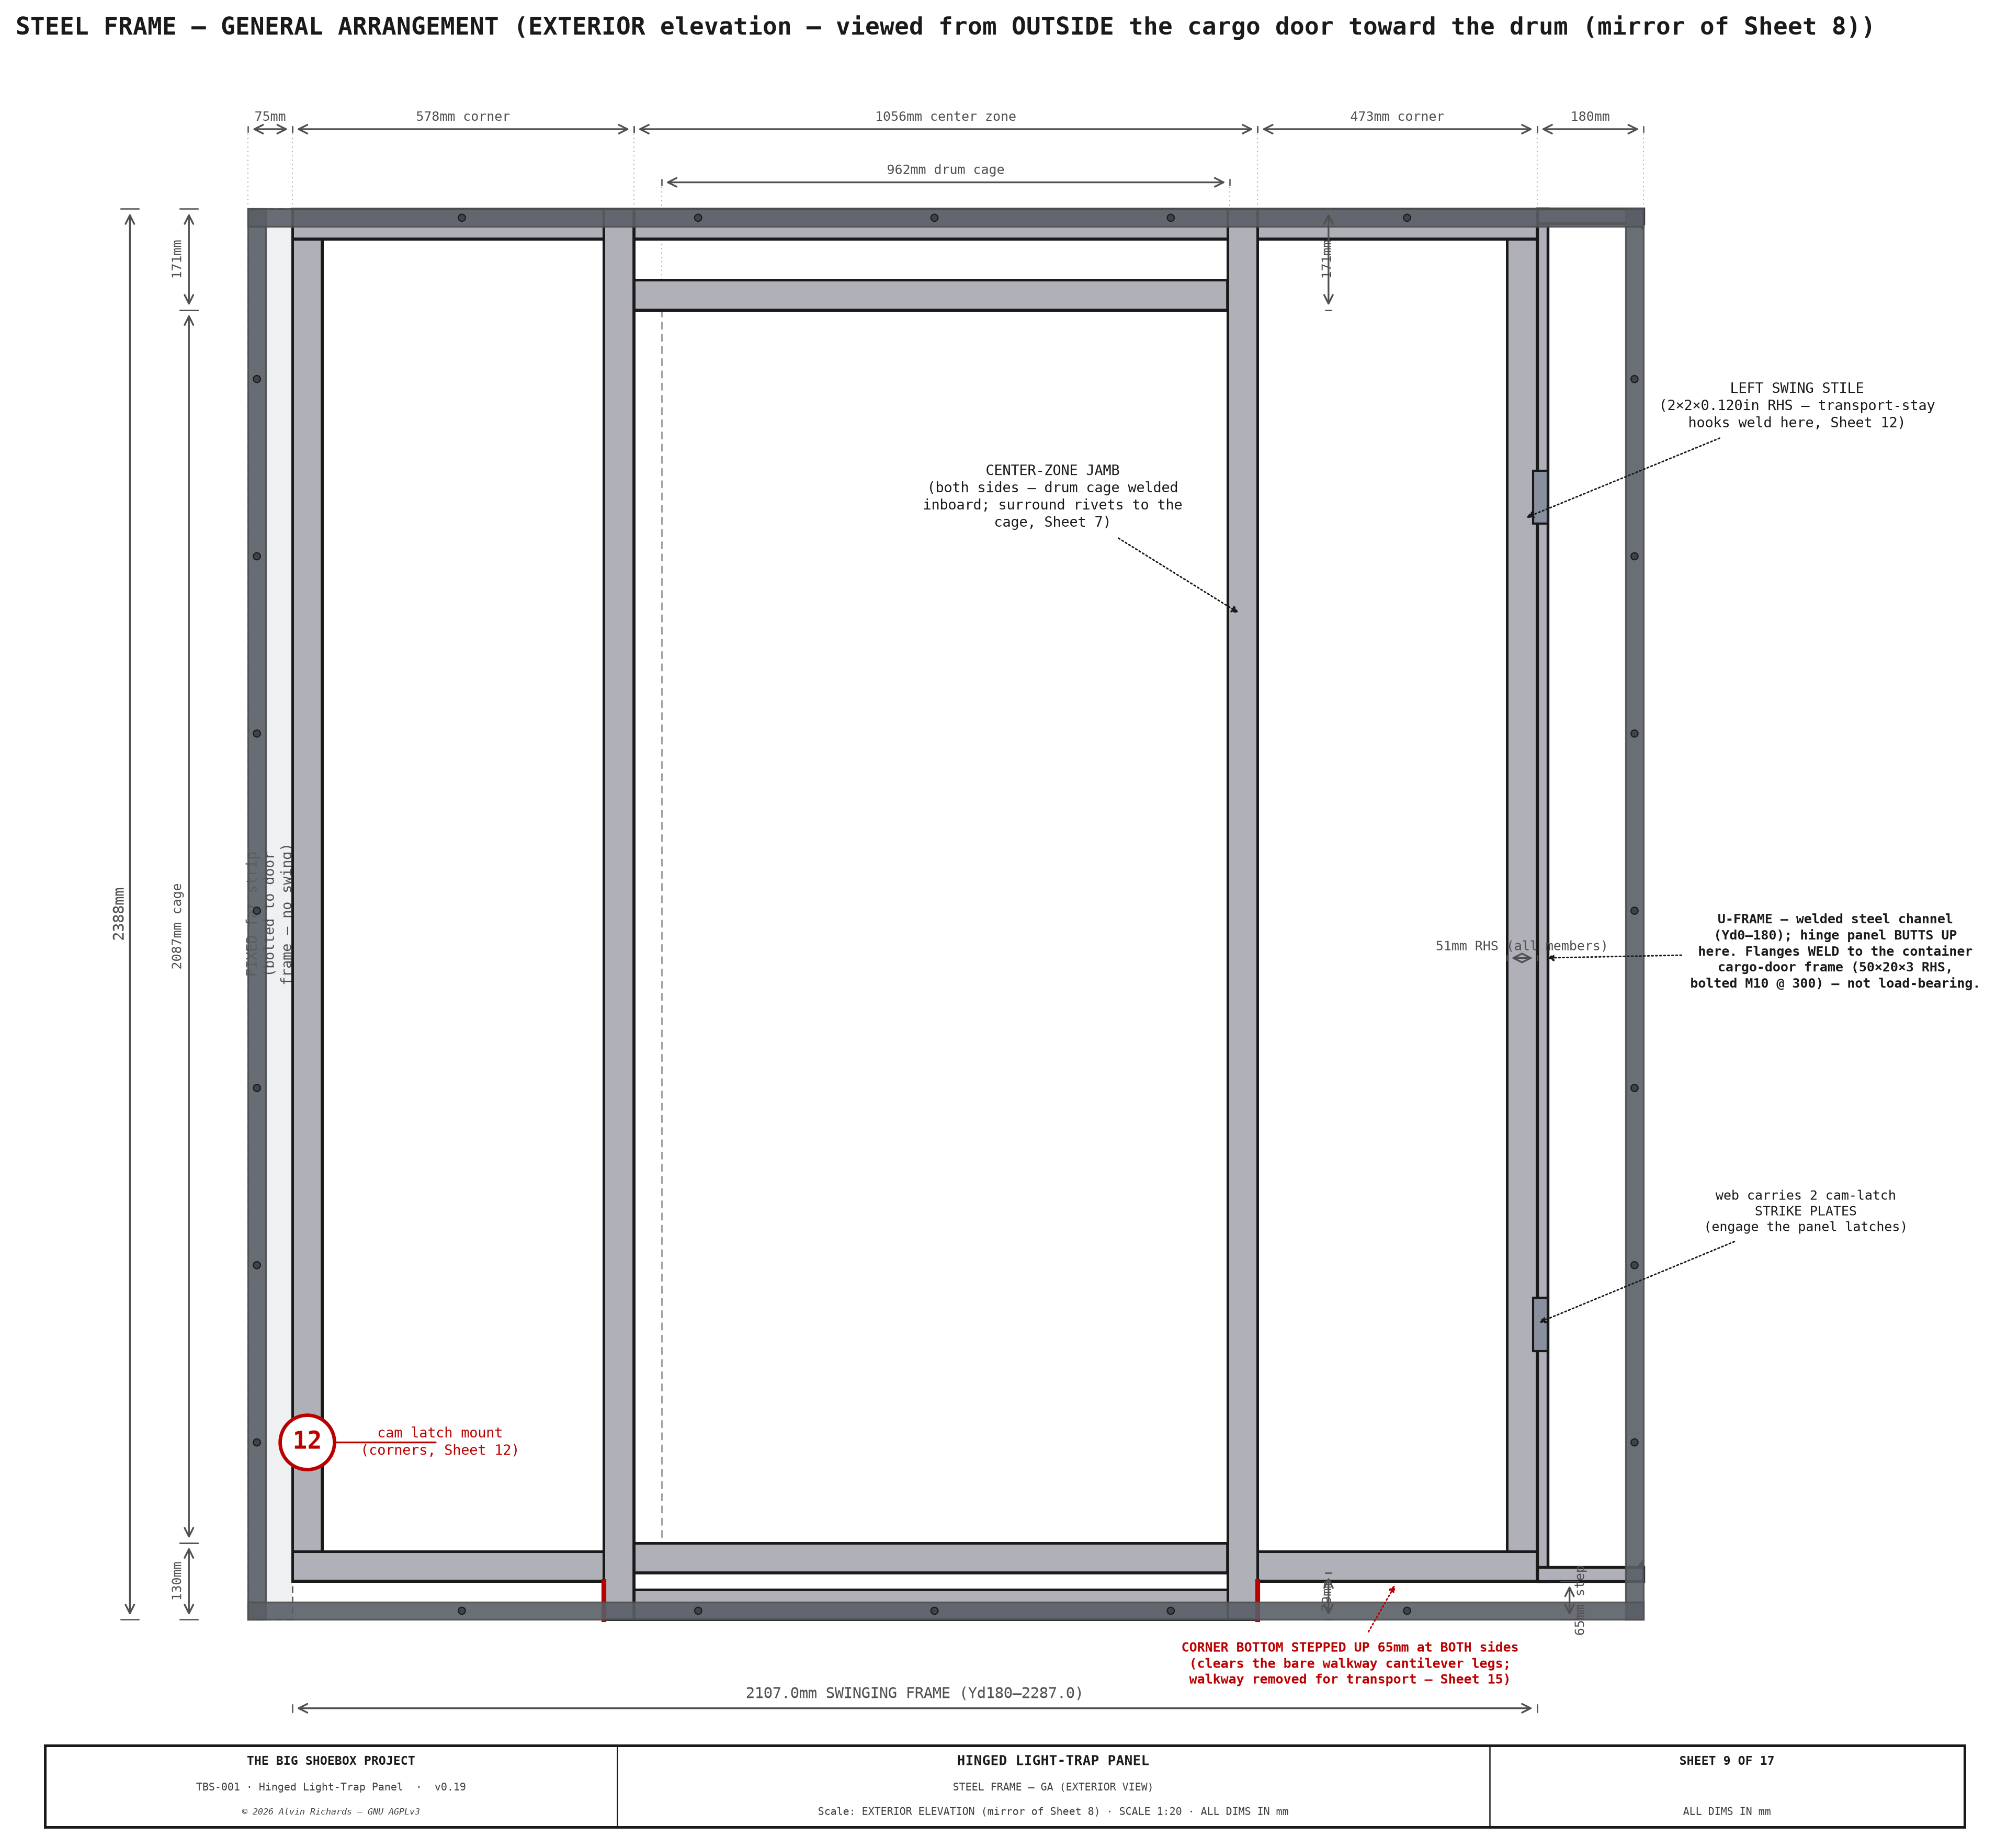 STEEL FRAME — GENERAL ARRANGEMENT (EXTERIOR elevation — viewed from OUTSIDE the cargo door toward the drum (mirror of Sheet 8))
75mm
578mm corner
1056mm center zone
473mm corner
180mm
962mm drum cage
171mm
171mm
LEFT SWING STILE
(2×2×0.120in RHS — transport-stay
hooks weld here, Sheet 12)
CENTER-ZONE JAMB
(both sides — drum cage welded
inboard; surround rivets to the
cage, Sheet 7)
2388mm
2087mm cage
FIXED strip
(bolted to door
frame — no swing)
51mm RHS (all members)
U-FRAME — welded steel channel
(Yd0–180); hinge panel BUTTS UP
here. Flanges WELD to the container
cargo-door frame (50×20×3 RHS,
bolted M10 @ 300) — not load-bearing.
web carries 2 cam-latch
STRIKE PLATES
(engage the panel latches)
12
cam latch mount
(corners, Sheet 12)
130mm
65mm step
CORNER BOTTOM STEPPED UP 65mm at BOTH sides
(clears the bare walkway cantilever legs;
walkway removed for transport — Sheet 15)
2107.0mm SWINGING FRAME (Yd180–2287.0)
THE BIG SHOEBOX PROJECT
TBS-001 · Hinged Light-Trap Panel · v0.19
© 2026 Alvin Richards — GNU AGPLv3
HINGED LIGHT-TRAP PANEL
STEEL FRAME — GA (EXTERIOR VIEW)
Scale: EXTERIOR ELEVATION (mirror of Sheet 8) · SCALE 1:20 · ALL DIMS IN mm
SHEET 9 OF 17
ALL DIMS IN mm